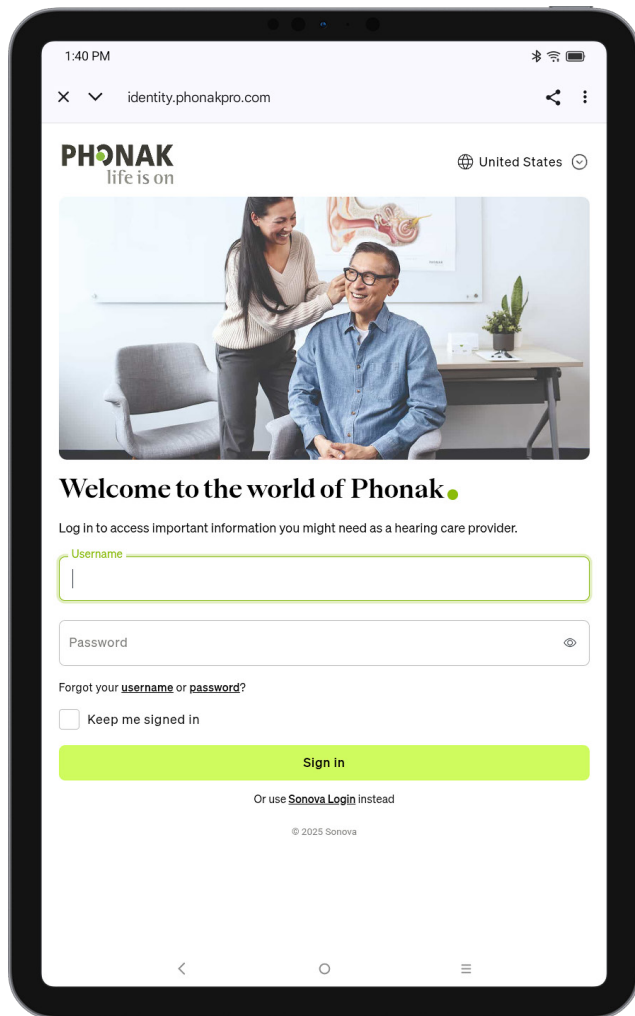 1:40 PM
identity.phonakpro.com
PHONAK
life is on
United States
Welcome to the world of Phonak
Log in to access important information you might need as a hearing care provider.
Username
Password
Forgot your username or password?
Keep me signed in
Sign in
Or use Sonova Login instead
© 2025 Sonova